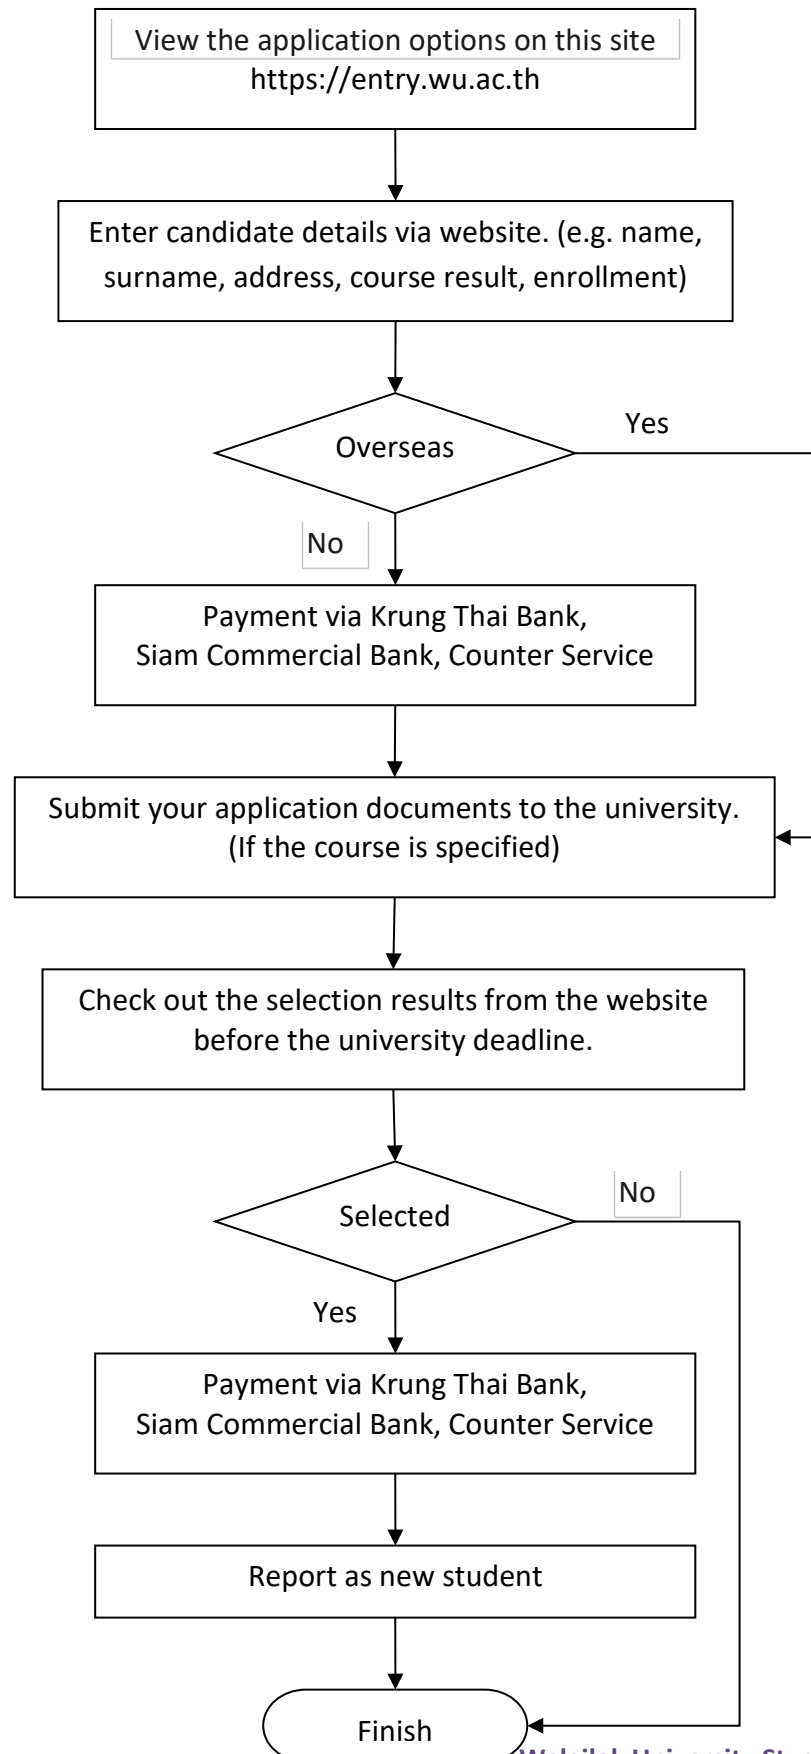 View the application options on this site
https://entry.wu.ac.th
Enter candidate details via website. (e.g. name,
surname, address, course result, enrollment)
Overseas
Yes
No
Payment via Krung Thai Bank,
Siam Commercial Bank, Counter Service
Submit your application documents to the university.
(If the course is specified)
Check out the selection results from the website
before the university deadline.
Selected
No
Yes
Payment via Krung Thai Bank,
Siam Commercial Bank, Counter Service
Report as new student
Finish